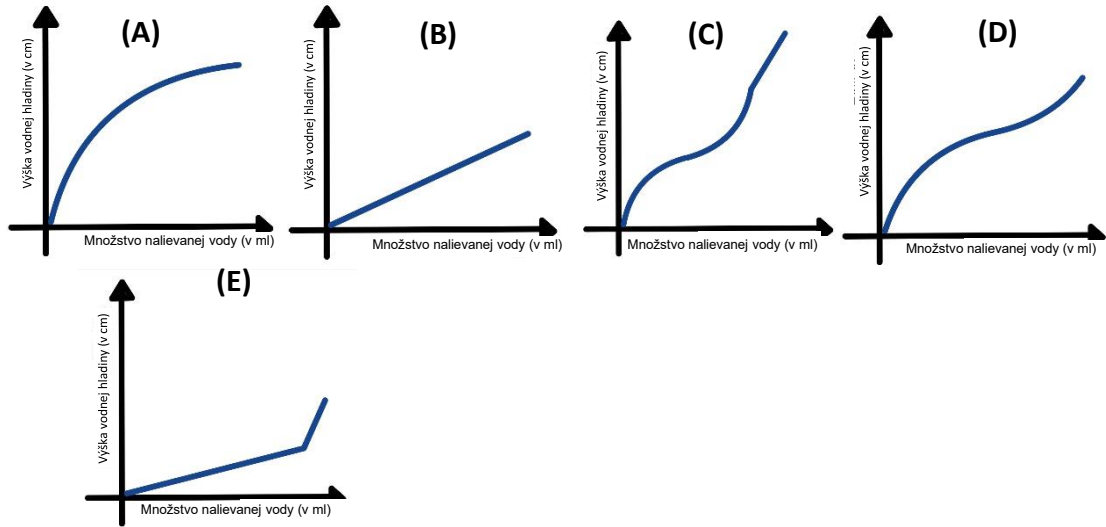 (A)
Výška vodnej hladiny (v cm)
Množstvo nalievanej vody (v ml)
(B)
Výška vodnej hladiny (v cm)
Množstvo nalievanej vody (v ml)
(C)
Výška vodnej hladiny (v cm)
Množstvo nalievanej vody (v ml)
(D)
Výška vodnej hladiny (v cm)
Množstvo nalievanej vody (v ml)
(E)
Výška vodnej hladiny (v cm)
Množstvo nalievanej vody (v ml)